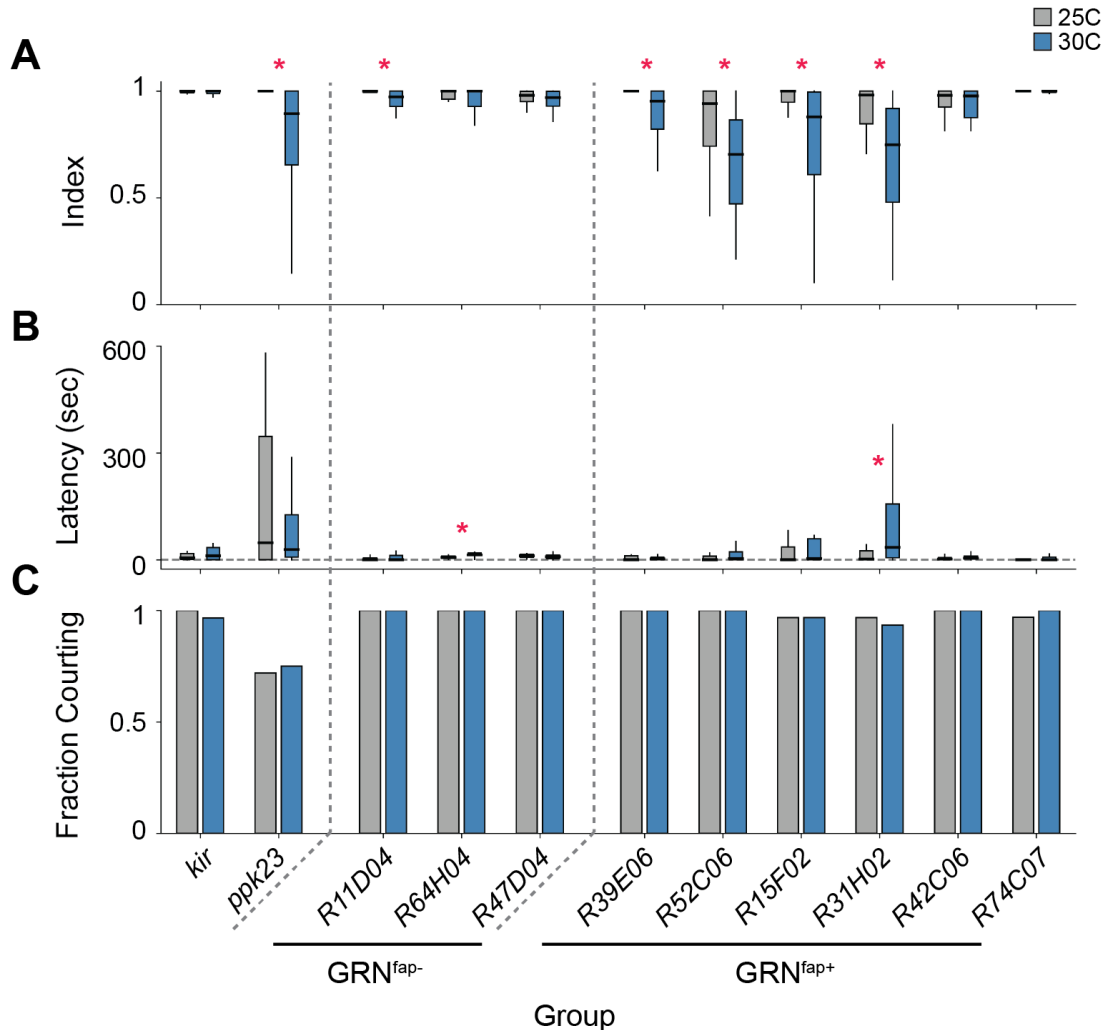 25C
30C
A
*
*
*
*
*
*
1
0.5
0
Index
B
600
300
0
Latency (sec)
*
*
C
1
0.5
0
Fraction Courting
kir
ppk23
R11D04
R64H04
R47D04
R39E06
R52C06
R15F02
R31H02
R42C06
R74C07
GRNfap-
GRNfap+
Group